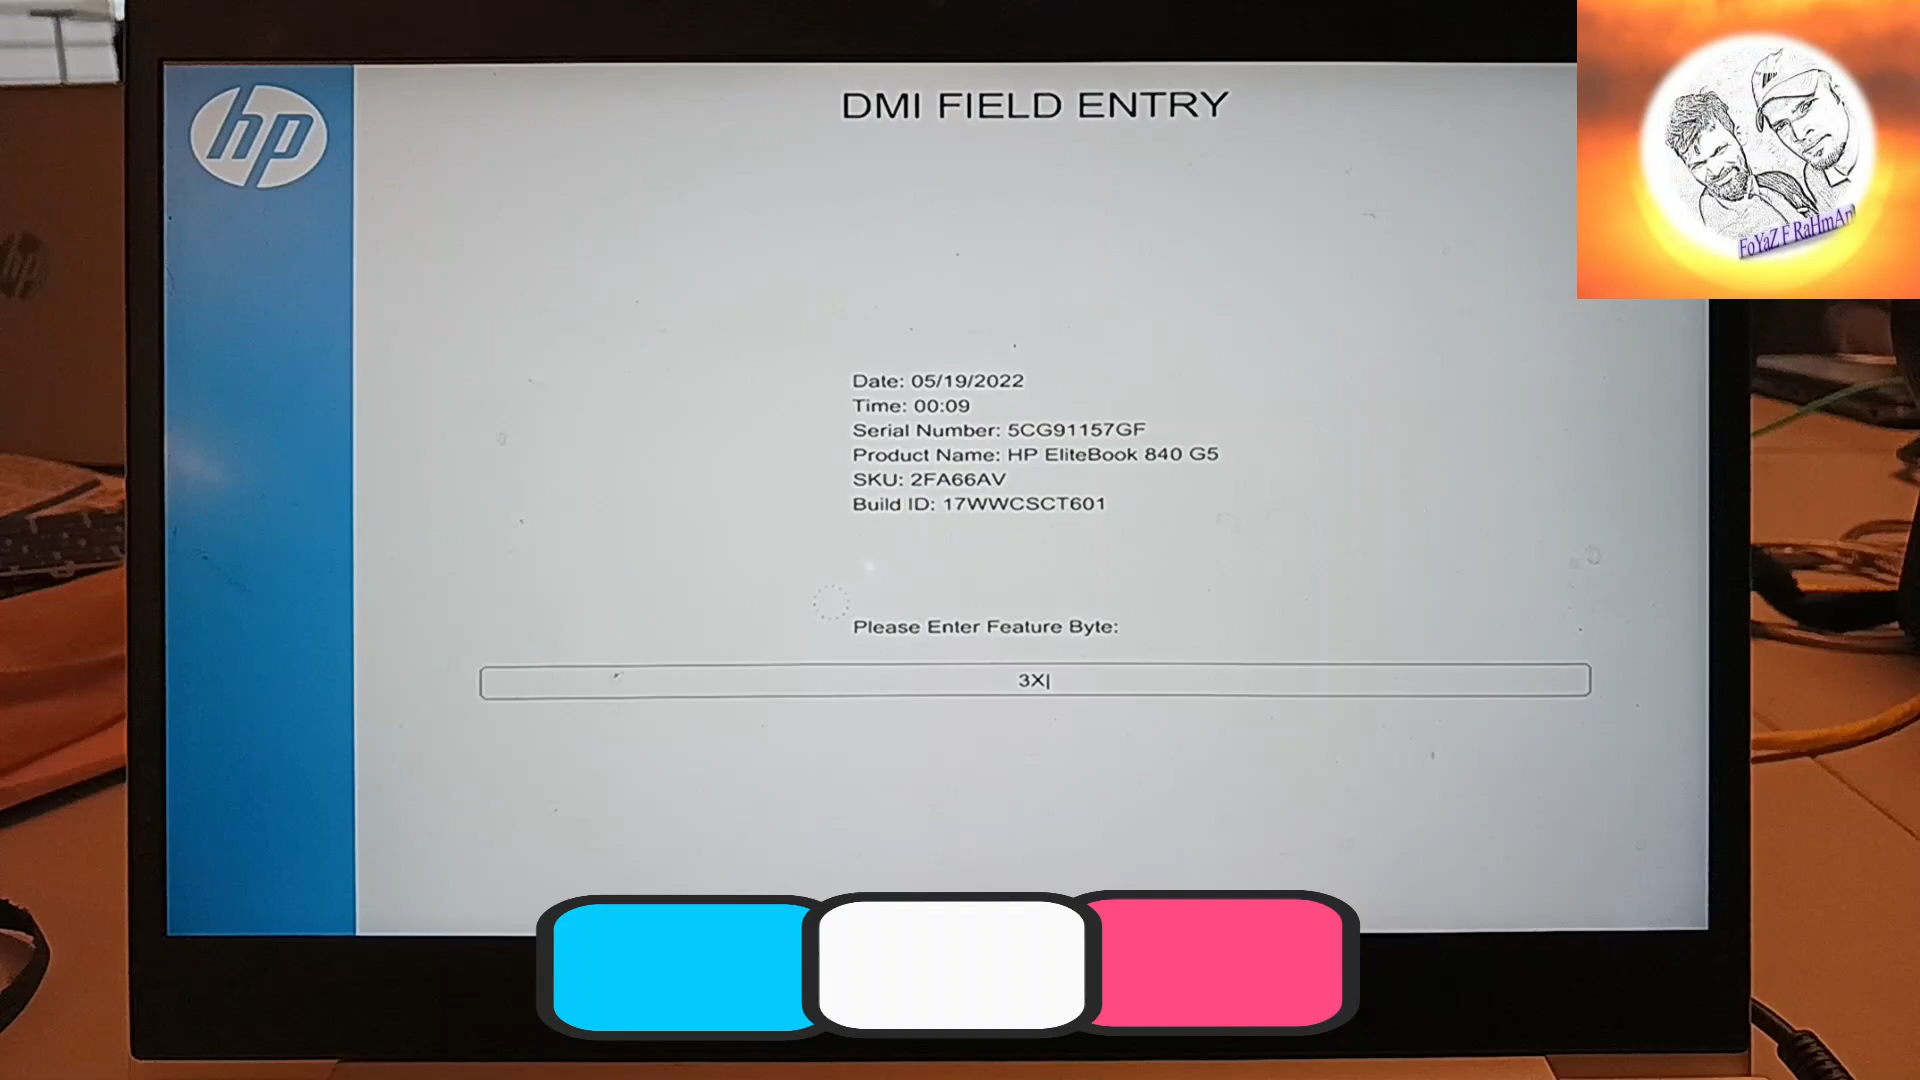 hp
DMI FIELD ENTRY
FoYaZ F RaHmAn
Date: 05/19/2022
Time: 00:09
Serial Number: 5CG91157GF
Product Name: HP EliteBook 840 G5
SKU: 2FA66AV
Build ID: 17WWCSCT601
Please Enter Feature Byte:
3X